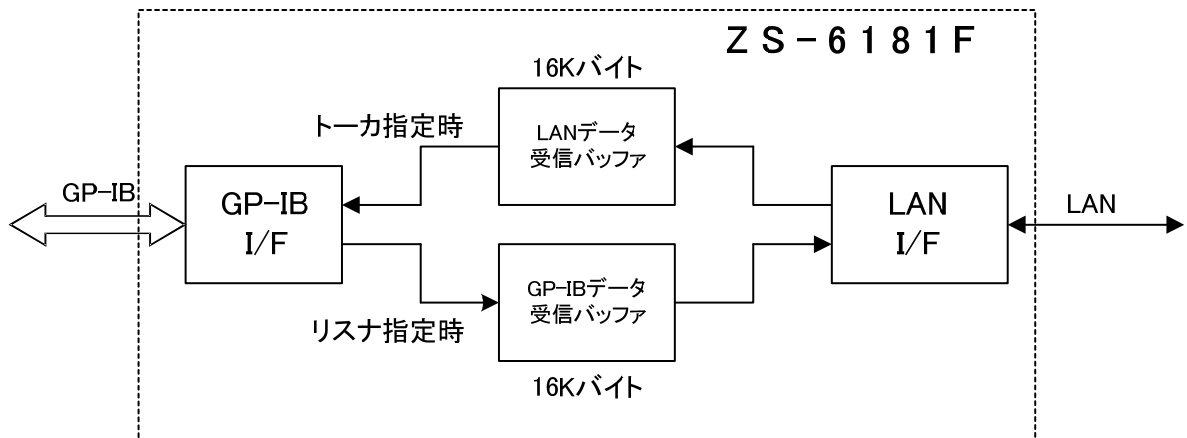 ZS-6181F
16Kバイト
トーカ指定時
LANデータ
受信バッファ
GP-IB
GP-IB
I/F
LAN
I/F
LAN
GP-IBデータ
受信バッファ
リスナ指定時
16Kバイト